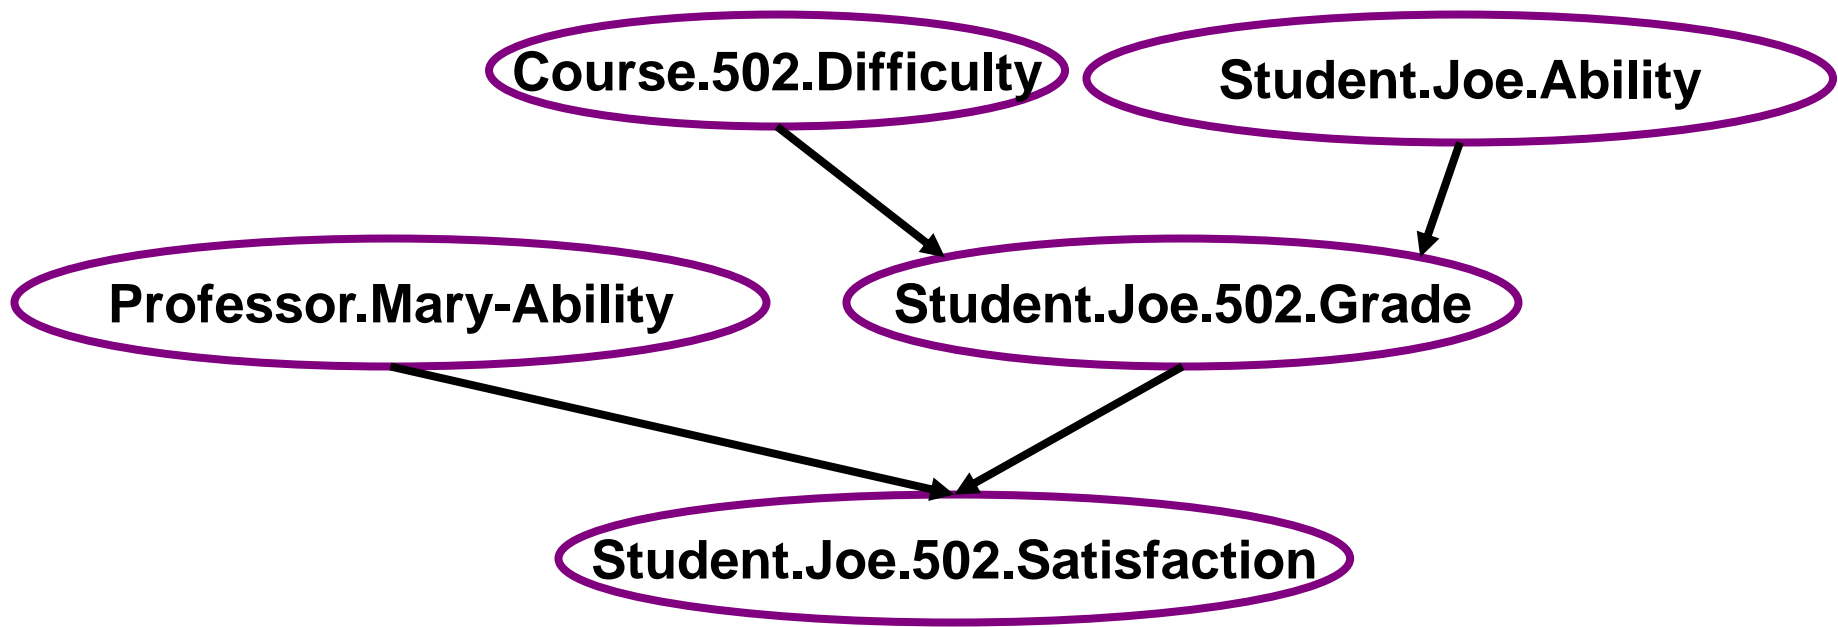 Course.502.Difficulty
Student.Joe.Ability
Professor.Mary-Ability
Student.Joe.502.Grade
Student.Joe.502.Satisfaction